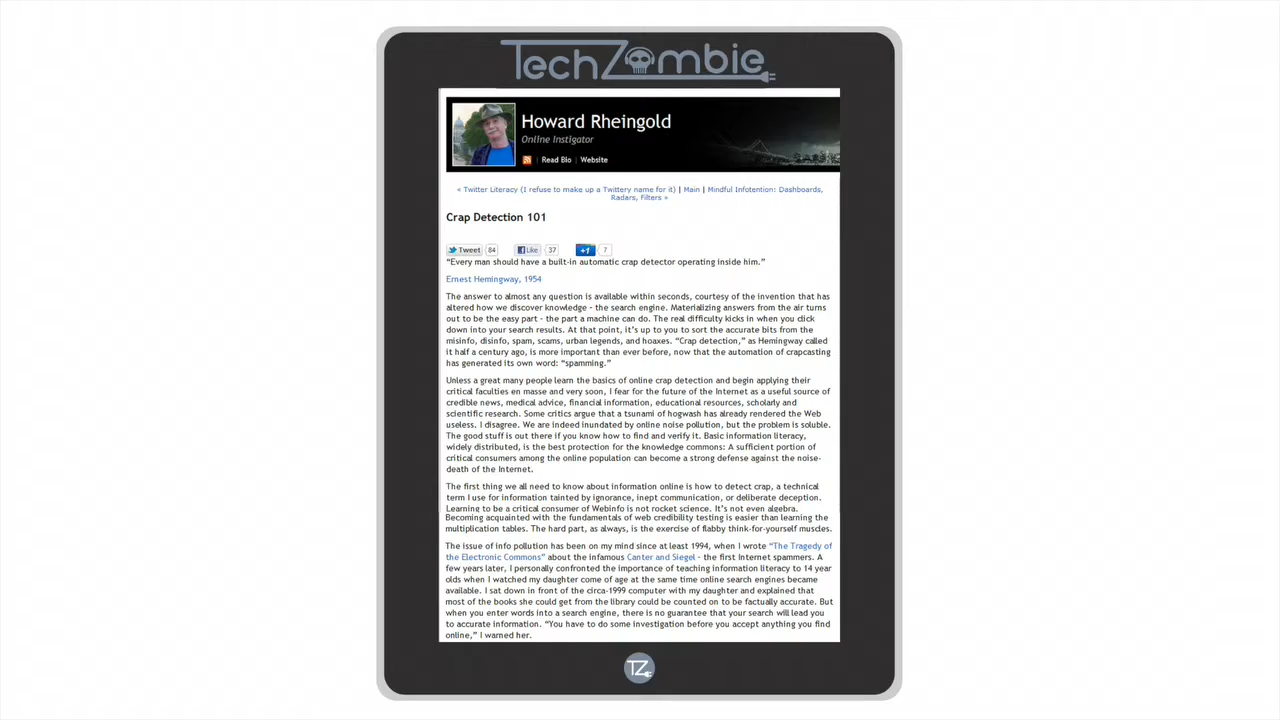 TechZombie
Howard Rheingold
Online Instigator
Read Bio | Website
« Twitter Literacy (I refuse to make up a Twittery name for it) | Main | Mindful Infotention: Dashboards,
Radars, Filters »
Crap Detection 101
Tweet 84 Like 37 +1 7
“Every man should have a built-in automatic crap detector operating inside him.”
Ernest Hemingway, 1954
The answer to almost any question is available within seconds, courtesy of the invention that has
altered how we discover knowledge - the search engine. Materializing answers from the air turns
out to be the easy part - the part a machine can do. The real difficulty kicks in when you click
down into your search results. At that point, it’s up to you to sort the accurate bits from the
misinfo, disinfo, spam, scams, urban legends, and hoaxes. “Crap detection,” as Hemingway called
it half a century ago, is more important than ever before, now that the automation of crapcasting
has generated its own word: “spamming.”
Unless a great many people learn the basics of online crap detection and begin applying their
critical faculties en masse and very soon, I fear for the future of the Internet as a useful source of
credible news, medical advice, financial information, educational resources, scholarly and
scientific research. Some critics argue that a tsunami of hogwash has already rendered the Web
useless. I disagree. We are indeed inundated by online noise pollution, but the problem is soluble.
The good stuff is out there if you know how to find and verify it. Basic information literacy,
widely distributed, is the best protection for the knowledge commons: A sufficient portion of
critical consumers among the online population can become a strong defense against the noise-
death of the Internet.
The first thing we all need to know about information online is how to detect crap, a technical
term I use for information tainted by ignorance, inept communication, or deliberate deception.
Learning to be a critical consumer of Webinfo is not rocket science. It’s not even algebra.
Becoming acquainted with the fundamentals of web credibility testing is easier than learning the
multiplication tables. The hard part, as always, is the exercise of flabby think-for-yourself muscles.
The issue of info pollution has been on my mind since at least 1994, when I wrote “The Tragedy of
the Electronic Commons” about the infamous Canter and Siegel - the first Internet spammers. A
few years later, I personally confronted the importance of teaching information literacy to 14 year
olds when I watched my daughter come of age at the same time online search engines became
available. I sat down in front of the circa-1999 computer with my daughter and explained that
most of the books she could get from the library could be counted on to be factually accurate. But
when you enter words into a search engine, there is no guarantee that your search will lead you
to accurate information. “You have to do some investigation before you accept anything you find
online,” I warned her.
TZ